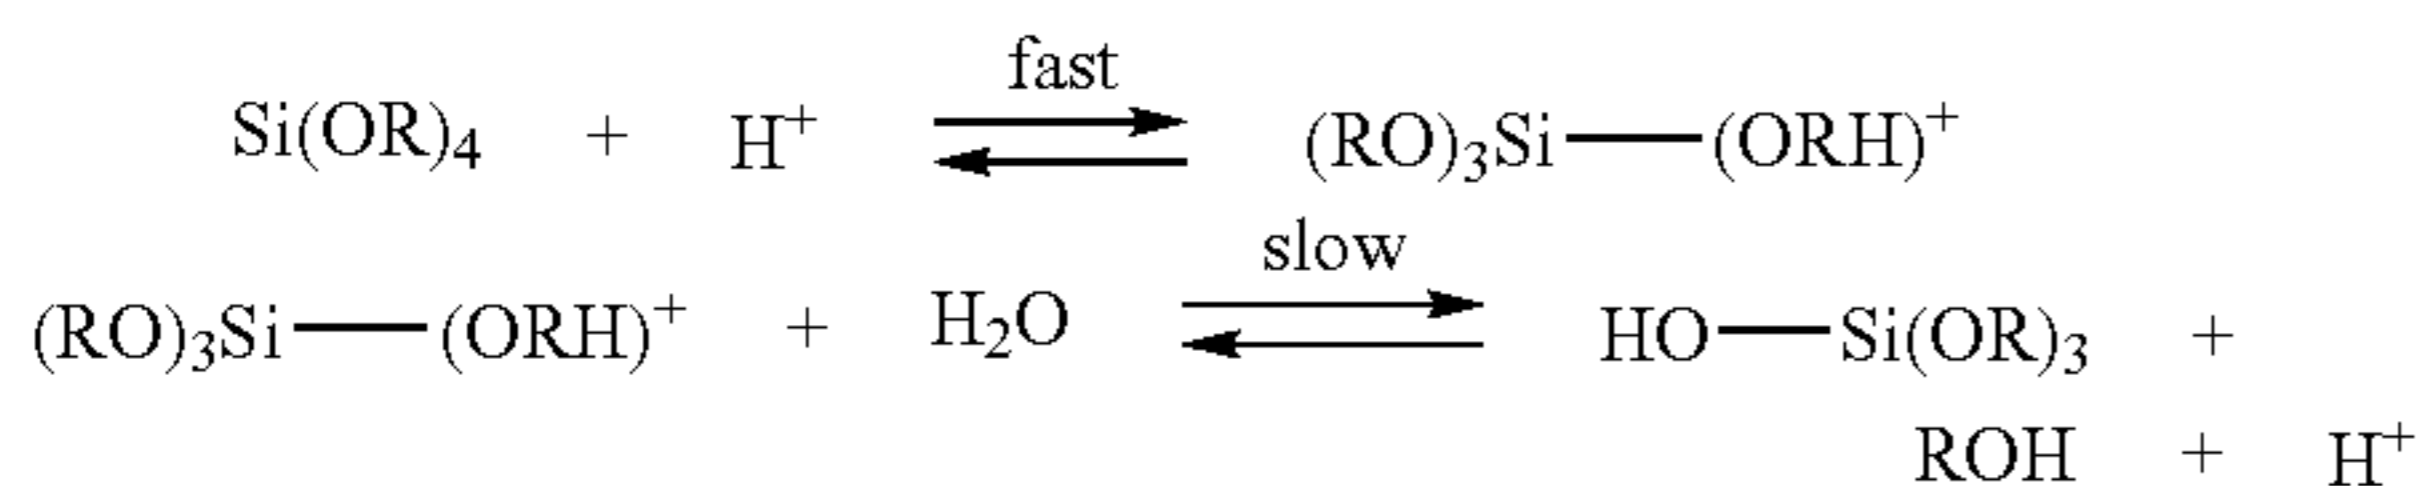 fast
Si(OR)₄ + H⁺ ⇌ (RO)₃Si—(ORH)⁺
slow
(RO)₃Si—(ORH)⁺ + H₂O ⇌ HO—Si(OR)₃ +
ROH + H⁺